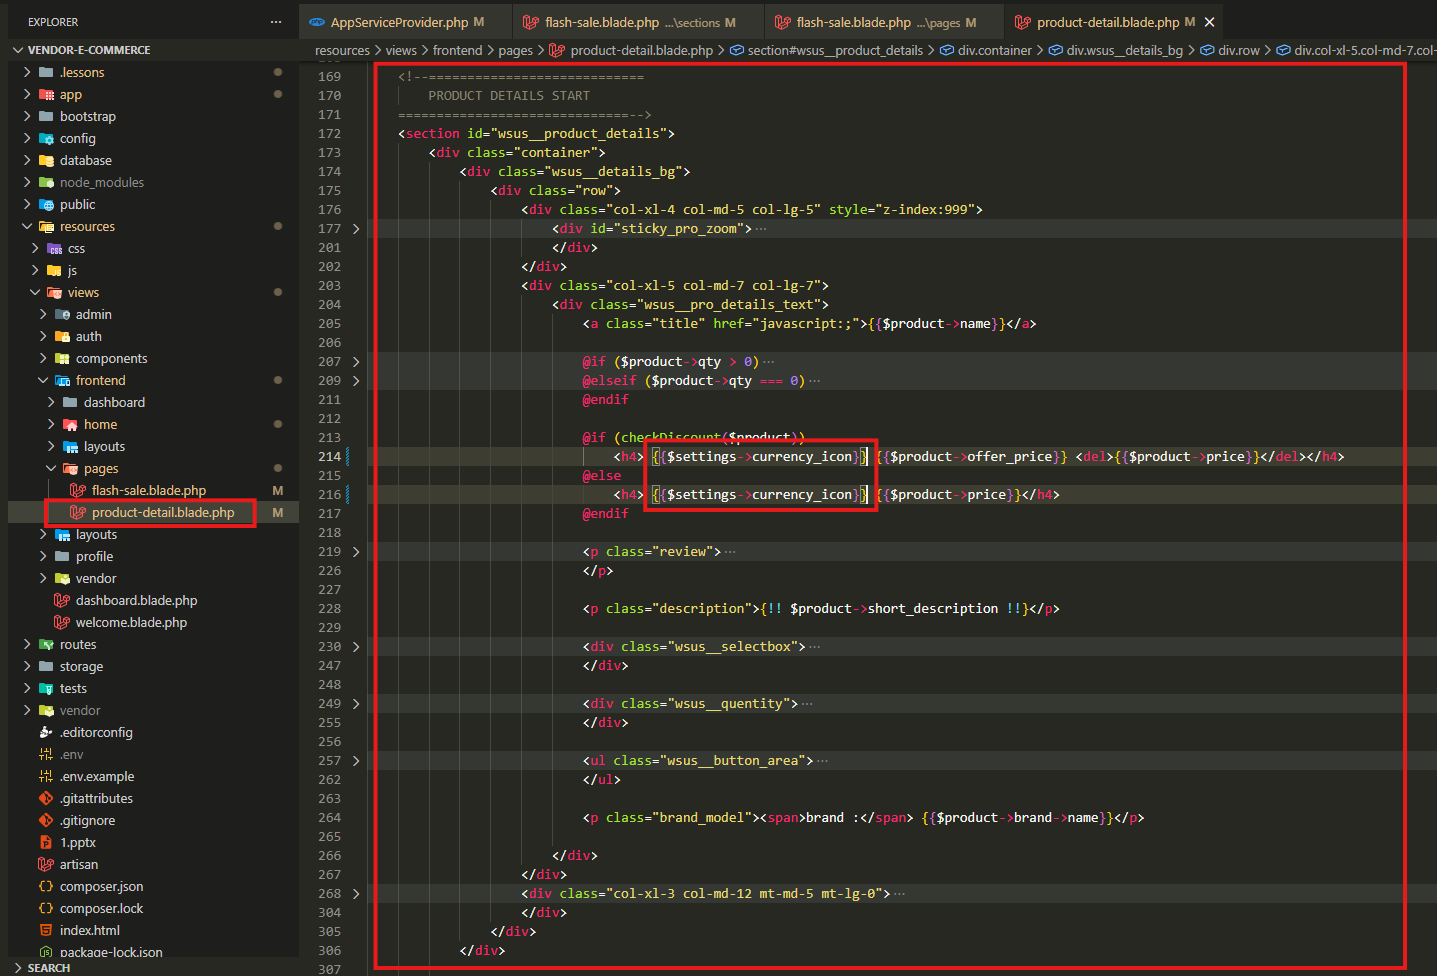 EXPLORER
VENDOR-E-COMMERCE
.lessons
app
bootstrap
config
database
node_modules
public
resources
css
js
views
admin
auth
components
frontend
dashboard
home
layouts
pages
flash-sale.blade.php M
product-detail.blade.php M
layouts
profile
vendor
dashboard.blade.php
welcome.blade.php
routes
storage
tests
vendor
.editorconfig
.env
.env.example
.gitattributes
.gitignore
1.pptx
artisan
composer.json
composer.lock
index.html
package-lock.json
SEARCH
AppServiceProvider.php M
flash-sale.blade.php ...\sections M
flash-sale.blade.php ...\pages M
product-detail.blade.php M
resources > views > frontend > pages > product-detail.blade.php > section#wsus__product_details > div.container > div.wsus__details_bg > div.row > div.col-xl-5.col-md-7.col-
169 <!--============================
170 PRODUCT DETAILS START
171 ==============================-->
172 <section id="wsus__product_details">
173 <div class="container">
174 <div class="wsus__details_bg">
175 <div class="row">
176 <div class="col-xl-4 col-md-5 col-lg-5" style="z-index:999">
177 <div id="sticky_pro_zoom">···
201 </div>
202 </div>
203 <div class="col-xl-5 col-md-7 col-lg-7">
204 <div class="wsus__pro_details_text">
205 <a class="title" href="javascript:;">{{$product->name}}</a>
206
207 @if ($product->qty > 0)···
209 @elseif ($product->qty === 0)···
211 @endif
212
213 @if (checkDiscount($product))
214 <h4> {{$settings->currency_icon}} {{$product->offer_price}} <del>{{$product->price}}</del></h4>
215 @else
216 <h4> {{$settings->currency_icon}} {{$product->price}}</h4>
217 @endif
218
219 <p class="review">···
226 </p>
227
228 <p class="description">{!! $product->short_description !!}</p>
229
230 <div class="wsus__selectbox">···
247 </div>
248
249 <div class="wsus__quentity">···
255 </div>
256
257 <ul class="wsus__button_area">···
262 </ul>
263
264 <p class="brand_model"><span>brand :</span> {{$product->brand->name}}</p>
265
266 </div>
267 </div>
268 <div class="col-xl-3 col-md-12 mt-md-5 mt-lg-0">···
304 </div>
305 </div>
306 </div>
307